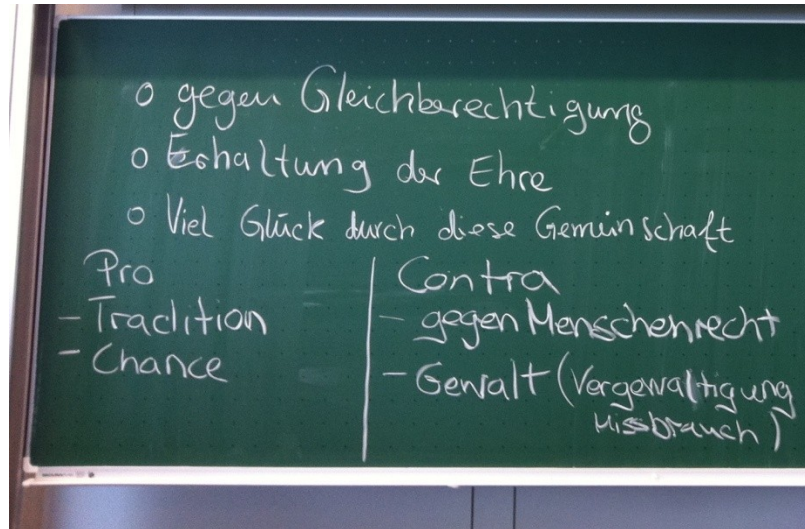 o gegen Gleichberechtigung
o Erhaltung der Ehre
o Viel Glück durch diese Gemeinschaft
Pro
- Tradition
- Chance
Contra
- gegen Menschenrecht
- Gewalt (Vergewaltigung
Missbrauch)